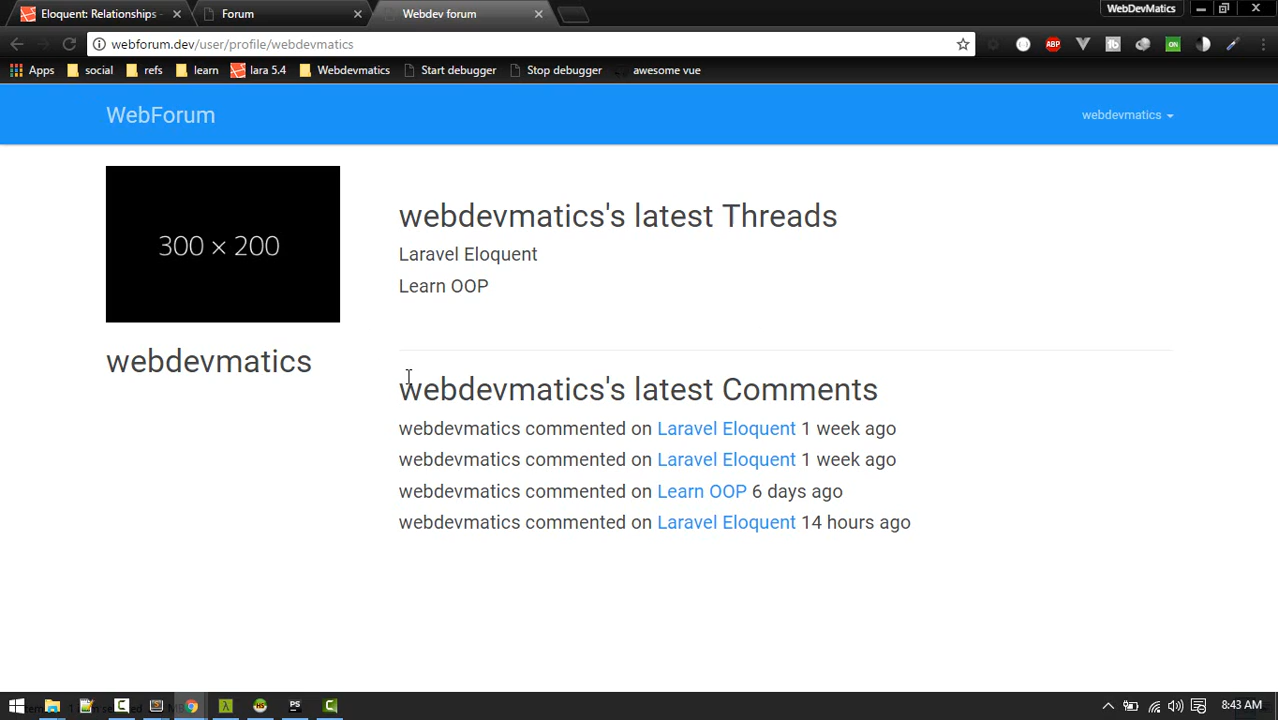 Eloquent: Relationships -
Forum
Webdev forum
WebDevMatics
webforum.dev/user/profile/webdevmatics
ABP
ON
Apps
social
refs
learn
lara 5.4
Webdevmatics
Start debugger
Stop debugger
awesome vue
WebForum
webdevmatics
300 × 200
webdevmatics
webdevmatics's latest Threads
Laravel Eloquent
Learn OOP
webdevmatics's latest Comments
webdevmatics commented on Laravel Eloquent 1 week ago
webdevmatics commented on Laravel Eloquent 1 week ago
webdevmatics commented on Learn OOP 6 days ago
webdevmatics commented on Laravel Eloquent 14 hours ago
8:43 AM